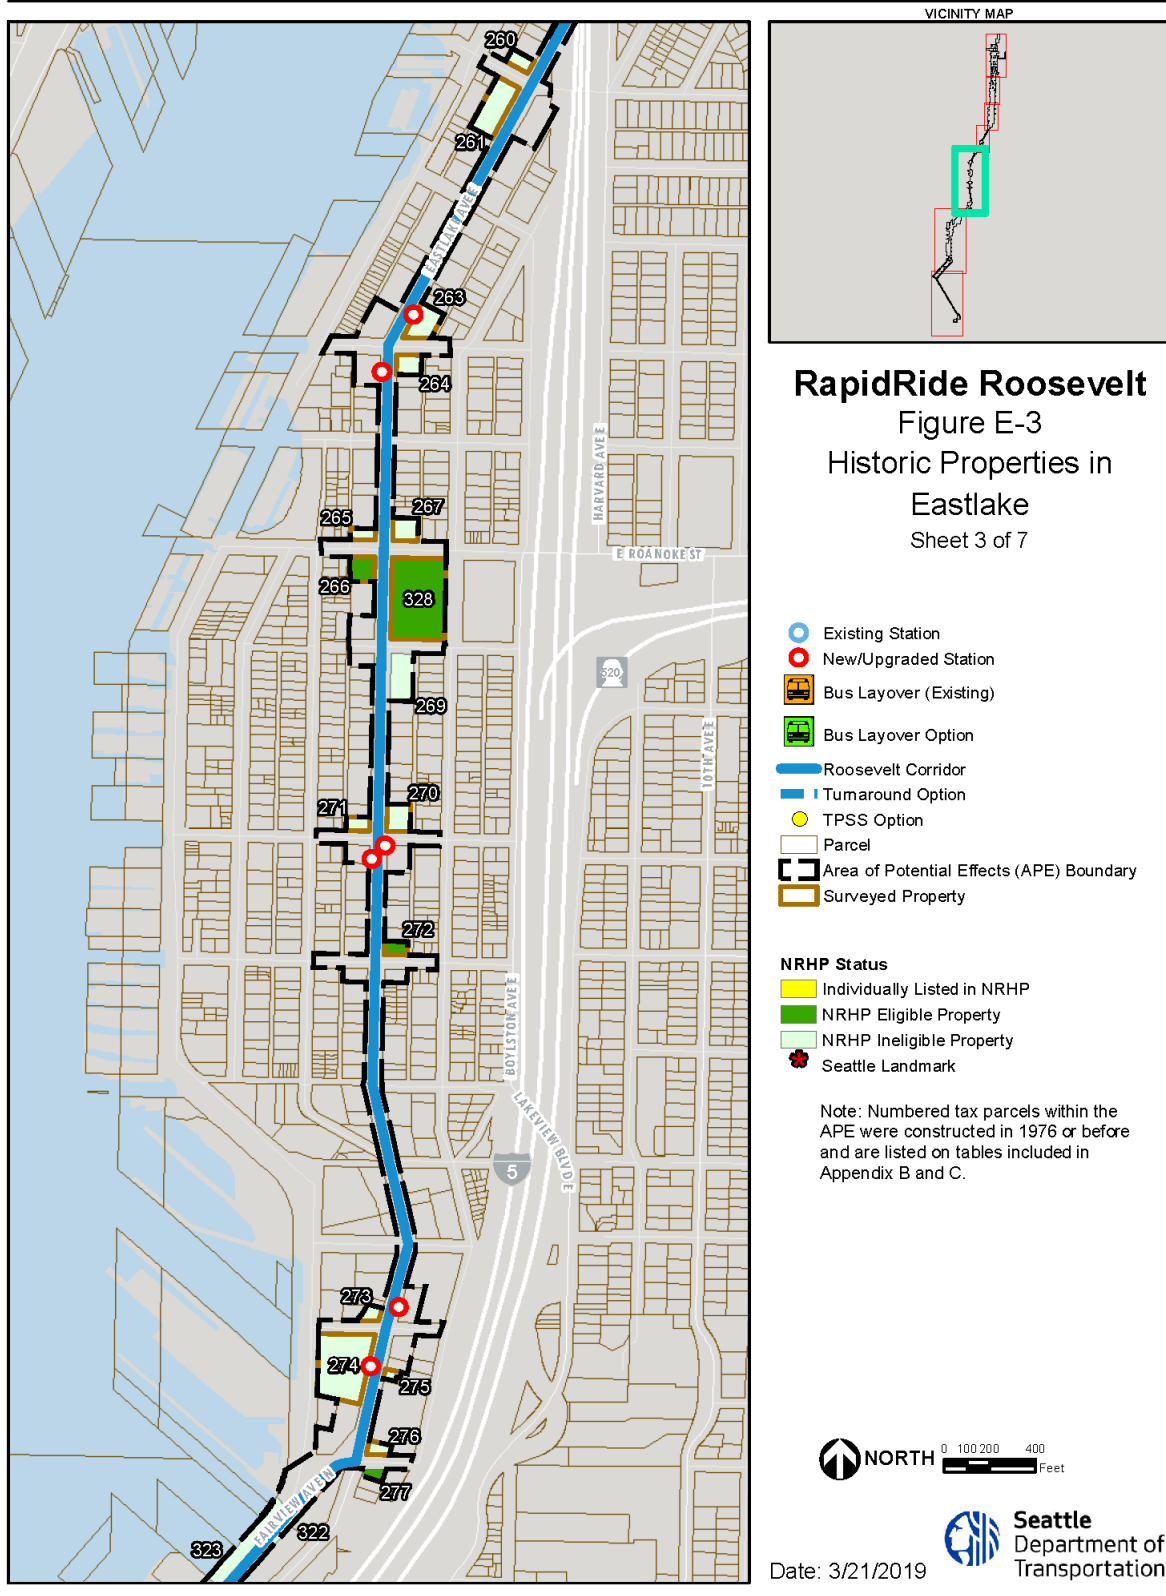 VICINITY MAP
RapidRide Roosevelt
Figure E-3
Historic Properties in
Eastlake
Sheet 3 of 7
Existing Station
New/Upgraded Station
Bus Layover (Existing)
Bus Layover Option
Roosevelt Corridor
Turnaround Option
TPSS Option
Parcel
Area of Potential Effects (APE) Boundary
Surveyed Property
NRHP Status
Individually Listed in NRHP
NRHP Eligible Property
NRHP Ineligible Property
Seattle Landmark
Note: Numbered tax parcels within the
APE were constructed in 1976 or before
and are listed on tables included in
Appendix B and C.
NORTH
0 100 200 400
Feet
Seattle
Department of
Transportation
Date: 3/21/2019
260
261
EASTLAKE AVE E
263
264
HARVARD AVE E
265
267
E ROANOKE ST
266
328
520
269
10TH AVE E
270
271
272
BOYLSTON AVE E
LAKEVIEW BLVD E
5
273
274
275
276
277
FAIRVIEW AVE N
322
323